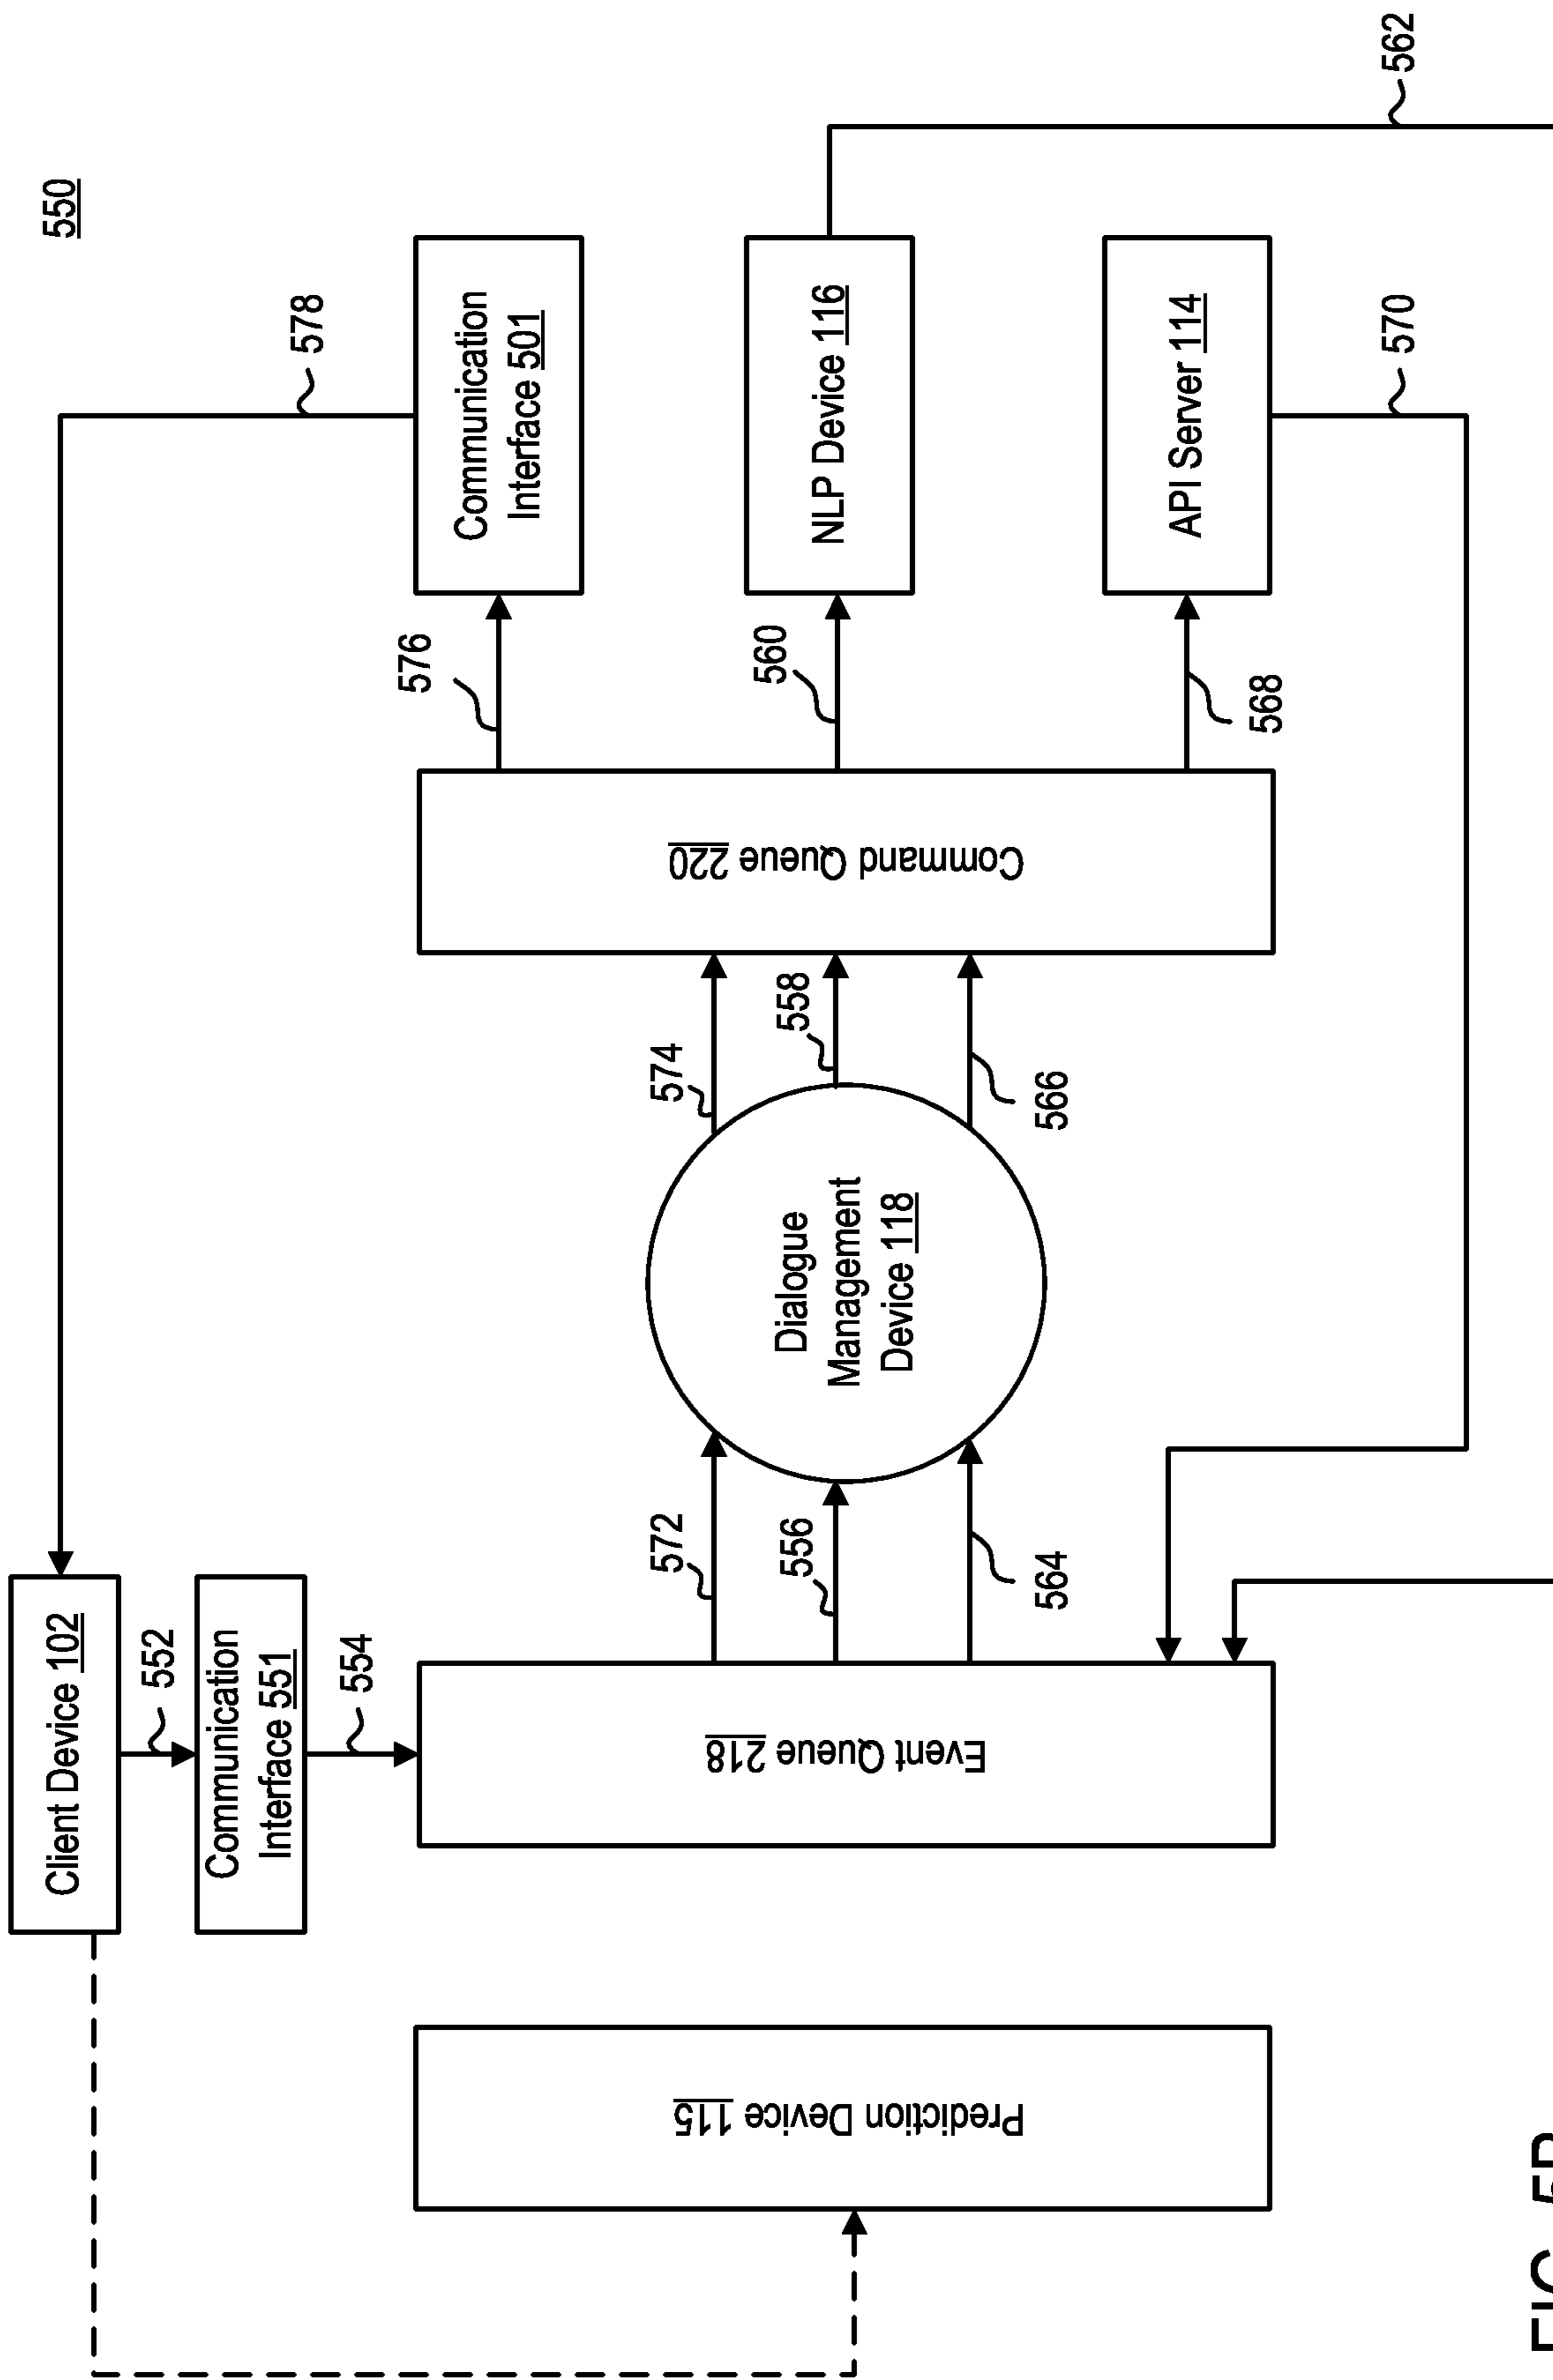 Client Device 102
550
552
Communication
Interface 551
578
554
576
Communication
Interface 501
572
574
Prediction Device 115
Event Queue 218
Dialogue
Management
Device 118
Command Queue 220
556
558
560
NLP Device 116
564
566
568
API Server 114
570
562